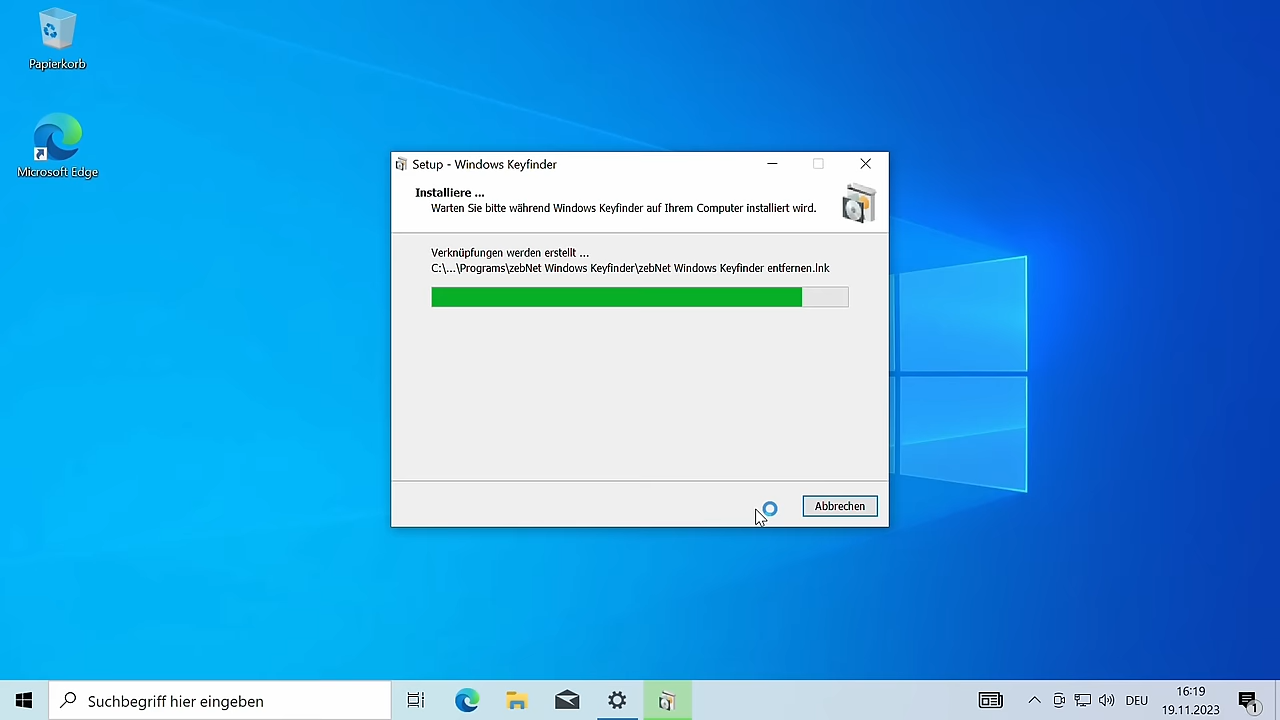 Papierkorb
Microsoft Edge
Setup - Windows Keyfinder
Installiere ...
Warten Sie bitte während Windows Keyfinder auf Ihrem Computer installiert wird.
Verknüpfungen werden erstellt ...
C:\...\Programs\zebNet Windows Keyfinder\zebNet Windows Keyfinder entfernen.lnk
Abbrechen
Suchbegriff hier eingeben
DEU
16:19
19.11.2023
1